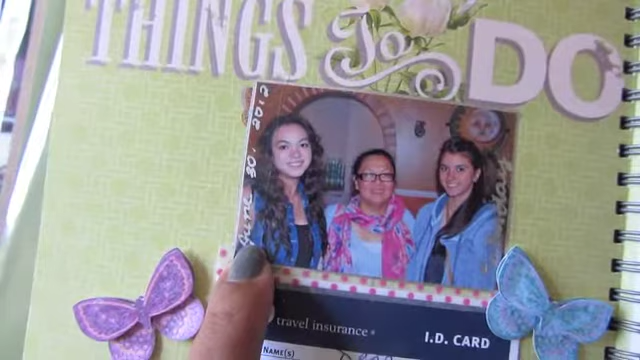 THINGS To DO
June 30. 2012
travel insurance
I.D. CARD
NAME(S)